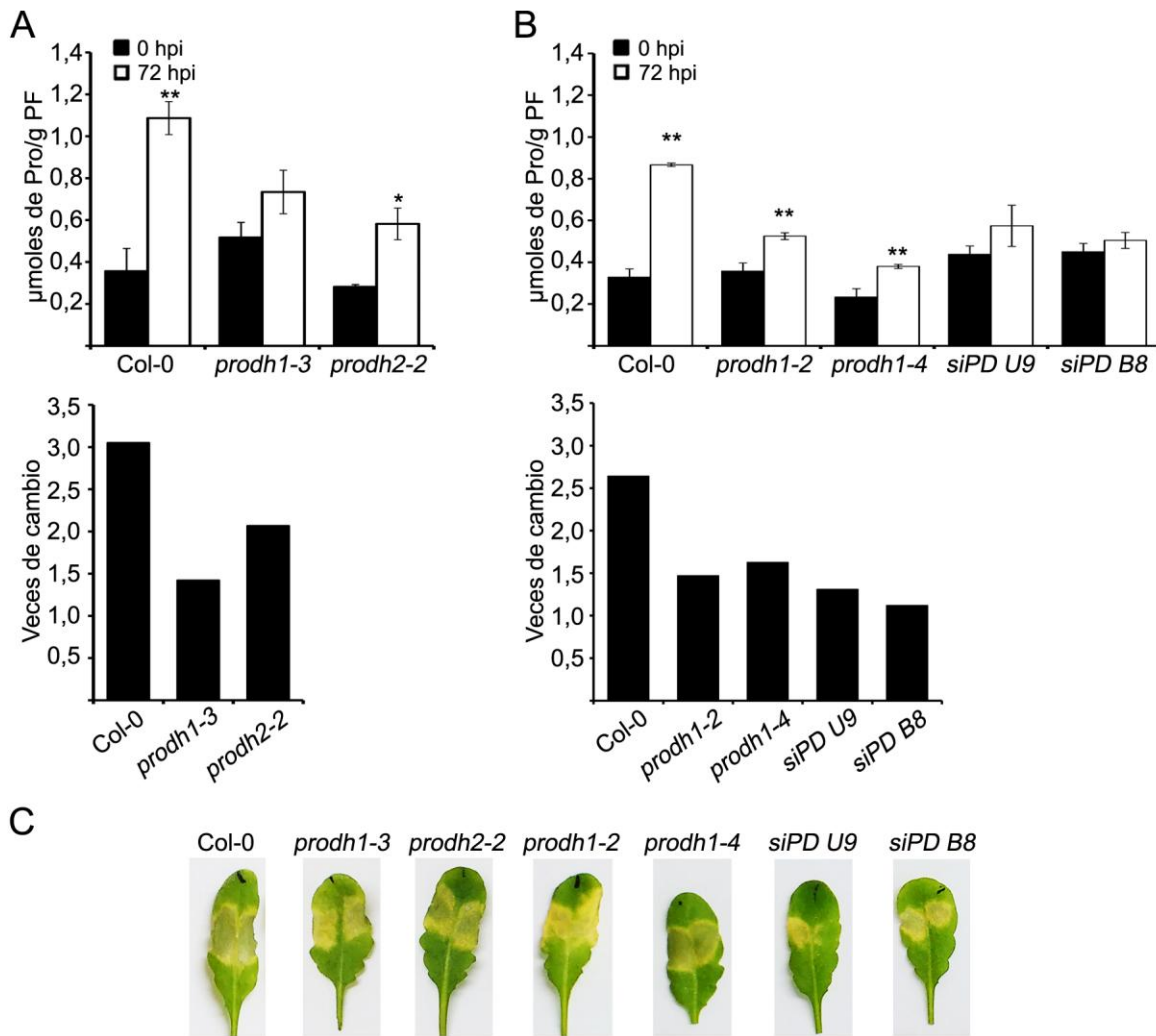 A
0 hpi
72 hpi
µmoles de Pro/g PF
1,4
1,2
1,0
0,8
0,6
0,4
0,2
**
*
Col-0 prodh1-3 prodh2-2
Veces de cambio
3,5
3,0
2,5
2,0
1,5
1,0
0,5
Col-0
prodh1-3
prodh2-2
B
0 hpi
72 hpi
µmoles de Pro/g PF
1,4
1,2
1,0
0,8
0,6
0,4
0,2
**
**
**
Col-0 prodh1-2 prodh1-4 siPD U9 siPD B8
Veces de cambio
3,5
3,0
2,5
2,0
1,5
1,0
0,5
Col-0
prodh1-2
prodh1-4
siPD U9
siPD B8
C
Col-0 prodh1-3 prodh2-2 prodh1-2 prodh1-4 siPD U9 siPD B8